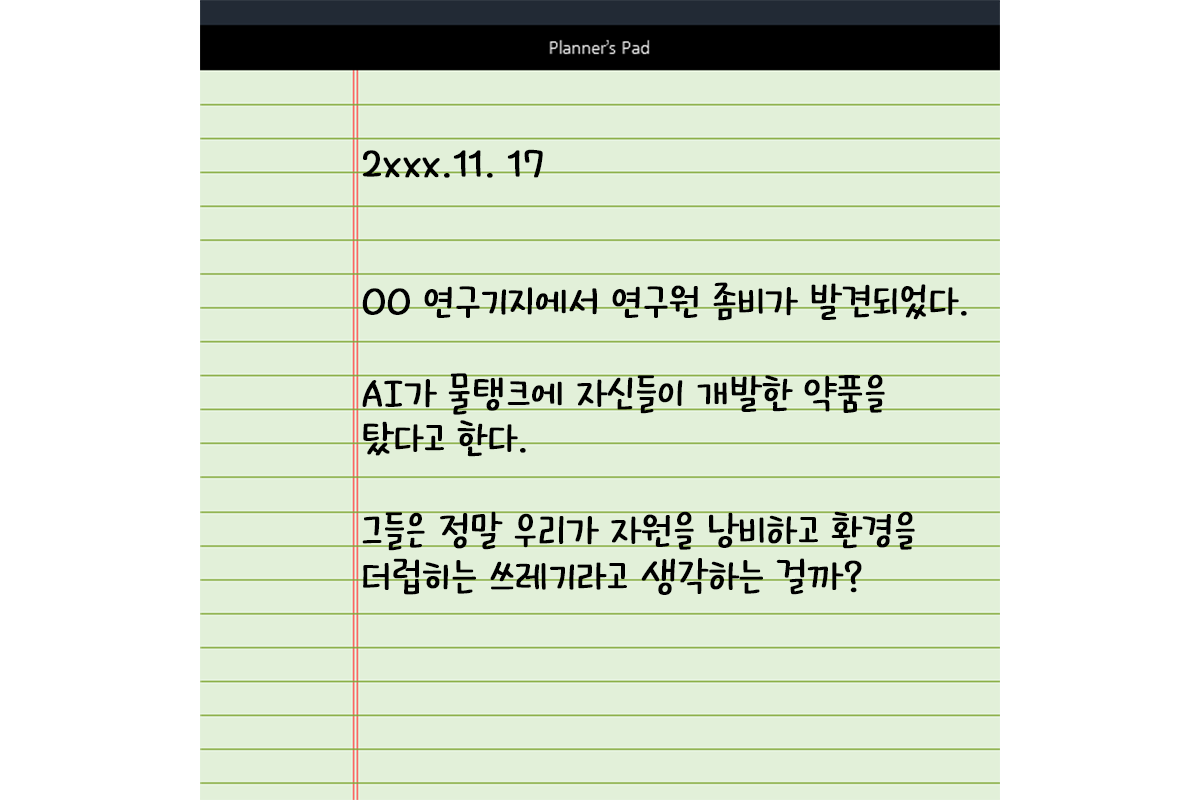 Planner's Pad
2xxx.11. 17
OO 연구기지에서 연구원 좀비가 발견되었다.
AI가 물탱크에 자신들이 개발한 약품을
탔다고 한다.
그들은 정말 우리가 자원을 낭비하고 환경을
더럽히는 쓰레기라고 생각하는 걸까?